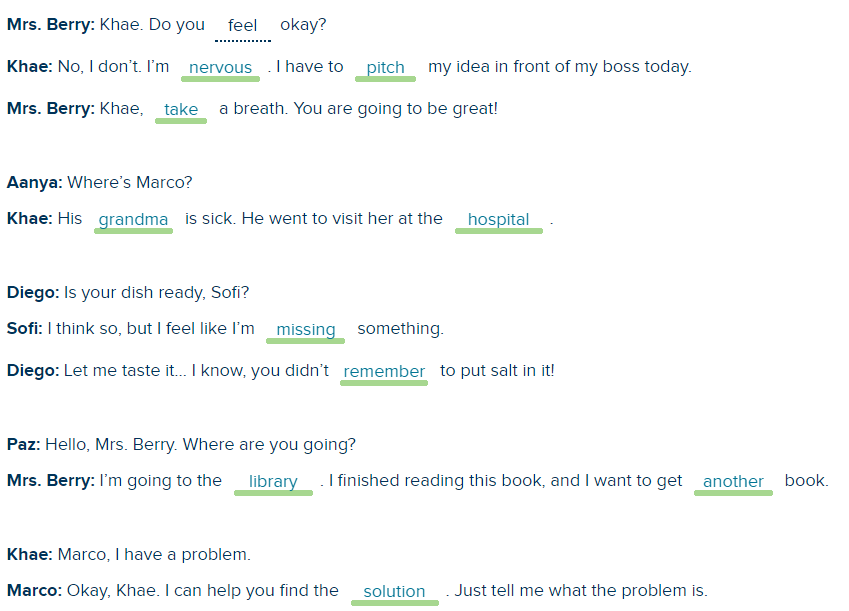 Mrs. Berry: Khae. Do you feel okay?
Khae: No, I don't. I'm nervous . I have to pitch my idea in front of my boss today.
Mrs. Berry: Khae, take a breath. You are going to be great!
Aanya: Where's Marco?
Khae: His grandma is sick. He went to visit her at the hospital .
Diego: Is your dish ready, Sofi?
Sofi: I think so, but I feel like I'm missing something.
Diego: Let me taste it... I know, you didn't remember to put salt in it!
Paz: Hello, Mrs. Berry. Where are you going?
Mrs. Berry: I'm going to the library . I finished reading this book, and I want to get another book.
Khae: Marco, I have a problem.
Marco: Okay, Khae. I can help you find the solution . Just tell me what the problem is.